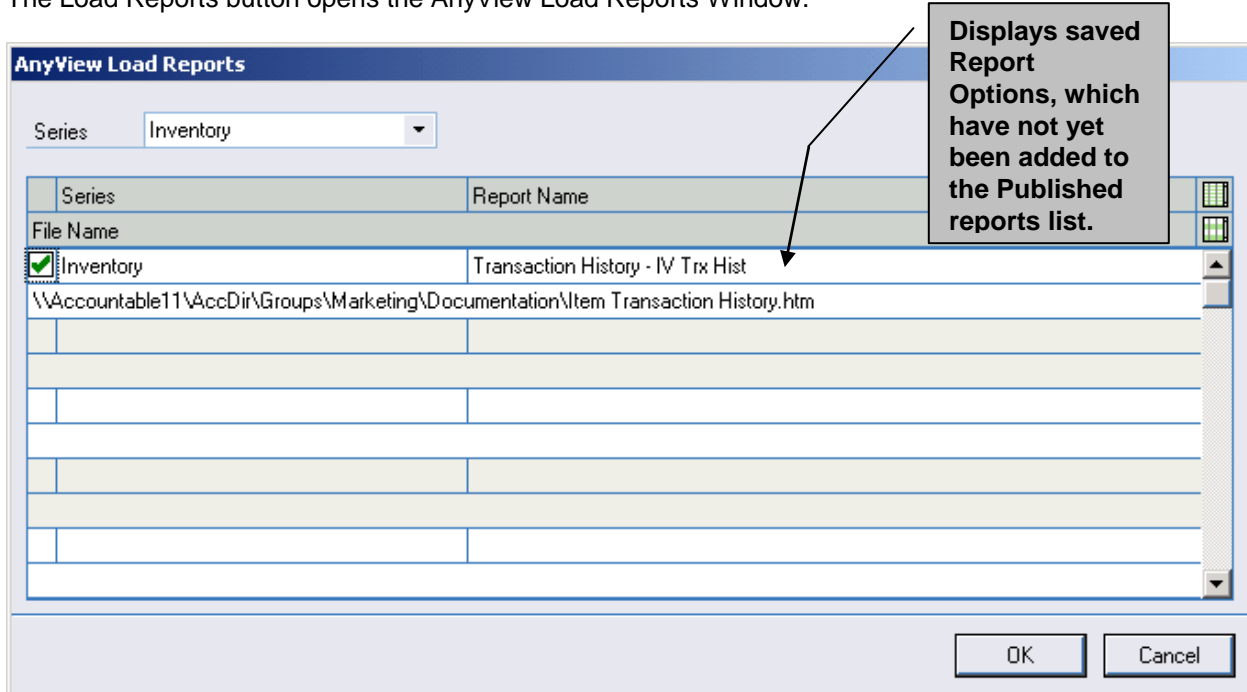 The Load Reports button opens the AnyView Load Reports Window.
Displays saved
Report
Options, which
have not yet
been added to
the Published
reports list.
AnyView Load Reports
Series Inventory
Series Report Name
File Name
Inventory Transaction History - IV Trx Hist
\\Accountable11\AccDir\Groups\Marketing\Documentation\Item Transaction History.htm
OK Cancel